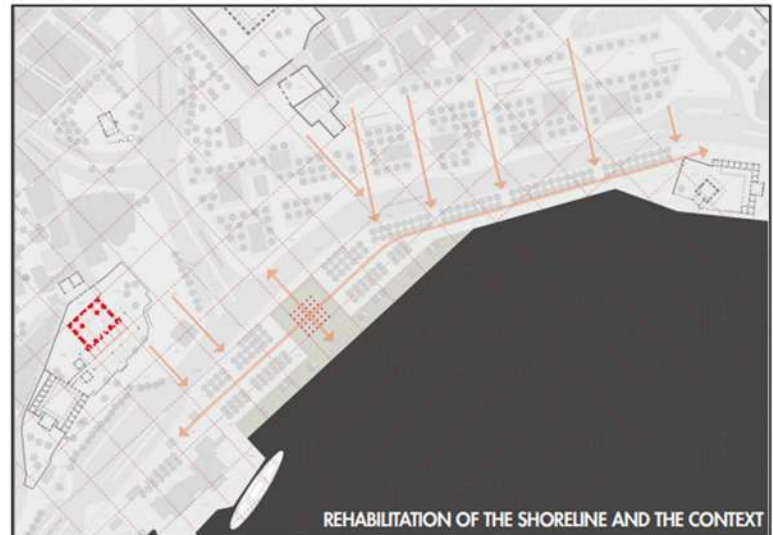 REHABILITATION OF THE SHORELINE AND THE CONTEXT